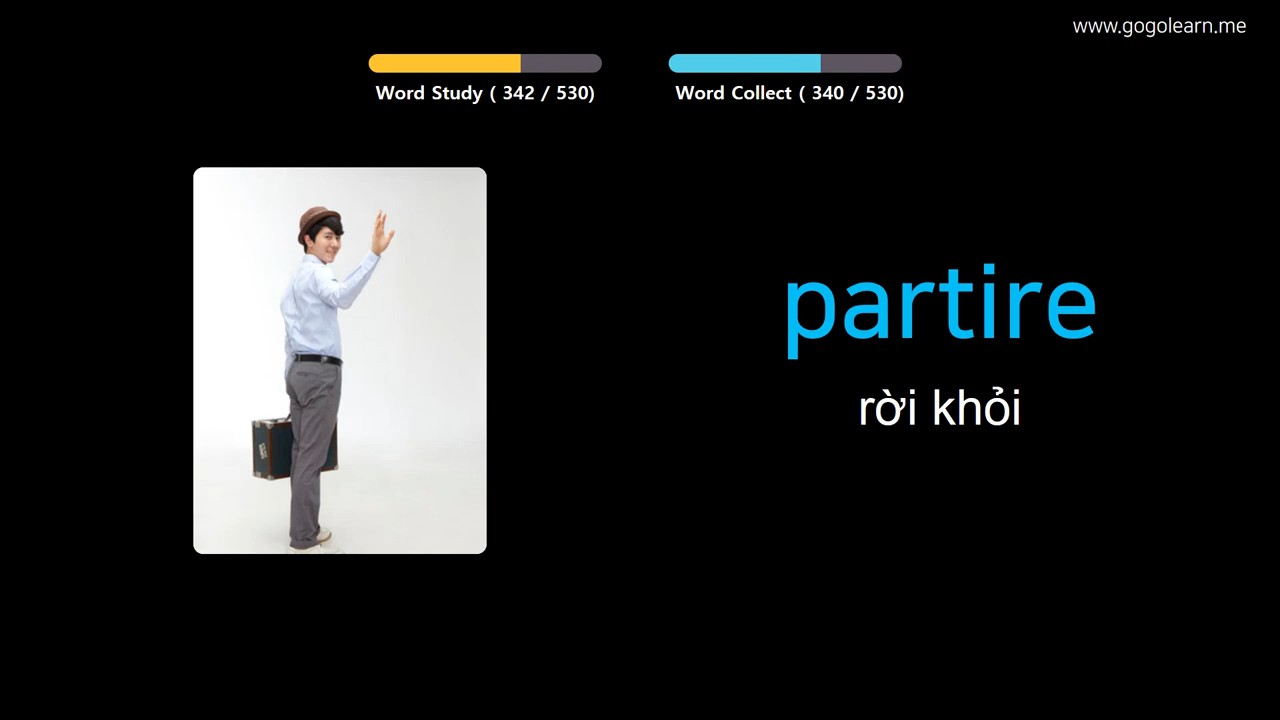 www.gogolearn.me
Word Study ( 342 / 530)
Word Collect ( 340 / 530)
partire
rời khỏi